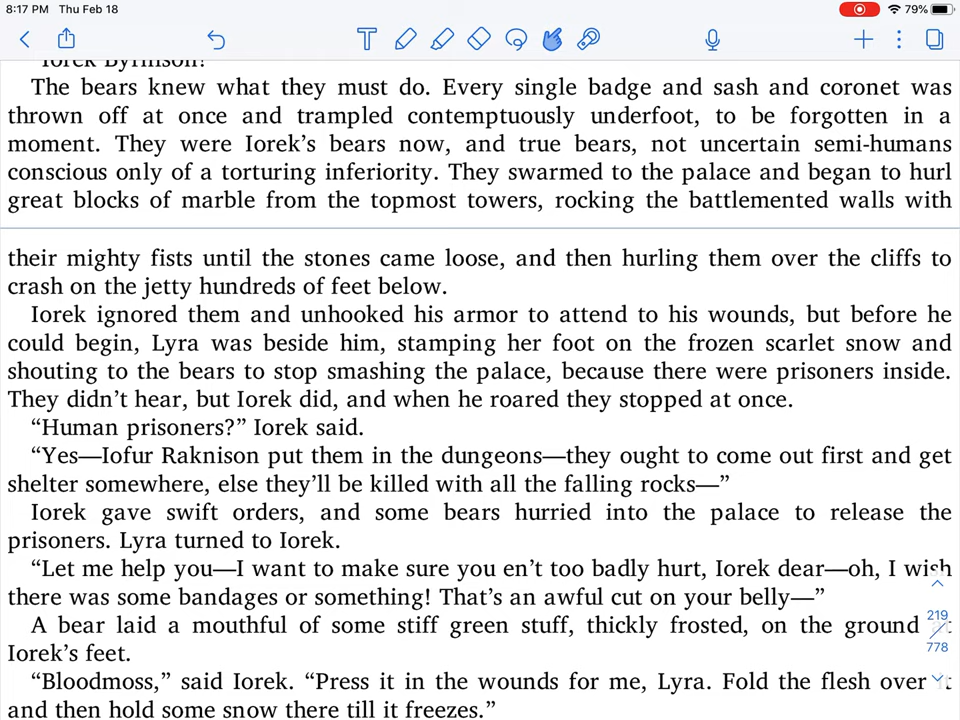 8:17 PM Thu Feb 18
79%
“Iorek Byrnison!”
The bears knew what they must do. Every single badge and sash and coronet was
thrown off at once and trampled contemptuously underfoot, to be forgotten in a
moment. They were Iorek’s bears now, and true bears, not uncertain semi-humans
conscious only of a torturing inferiority. They swarmed to the palace and began to hurl
great blocks of marble from the topmost towers, rocking the battlemented walls with
their mighty fists until the stones came loose, and then hurling them over the cliffs to
crash on the jetty hundreds of feet below.
Iorek ignored them and unhooked his armor to attend to his wounds, but before he
could begin, Lyra was beside him, stamping her foot on the frozen scarlet snow and
shouting to the bears to stop smashing the palace, because there were prisoners inside.
They didn’t hear, but Iorek did, and when he roared they stopped at once.
“Human prisoners?” Iorek said.
“Yes—Iofur Raknison put them in the dungeons—they ought to come out first and get
shelter somewhere, else they’ll be killed with all the falling rocks—”
Iorek gave swift orders, and some bears hurried into the palace to release the
prisoners. Lyra turned to Iorek.
“Let me help you—I want to make sure you en’t too badly hurt, Iorek dear—oh, I wish
there was some bandages or something! That’s an awful cut on your belly—”
A bear laid a mouthful of some stiff green stuff, thickly frosted, on the ground
219
Iorek’s feet.
778
“Bloodmoss,” said Iorek. “Press it in the wounds for me, Lyra. Fold the flesh over
and then hold some snow there till it freezes.”